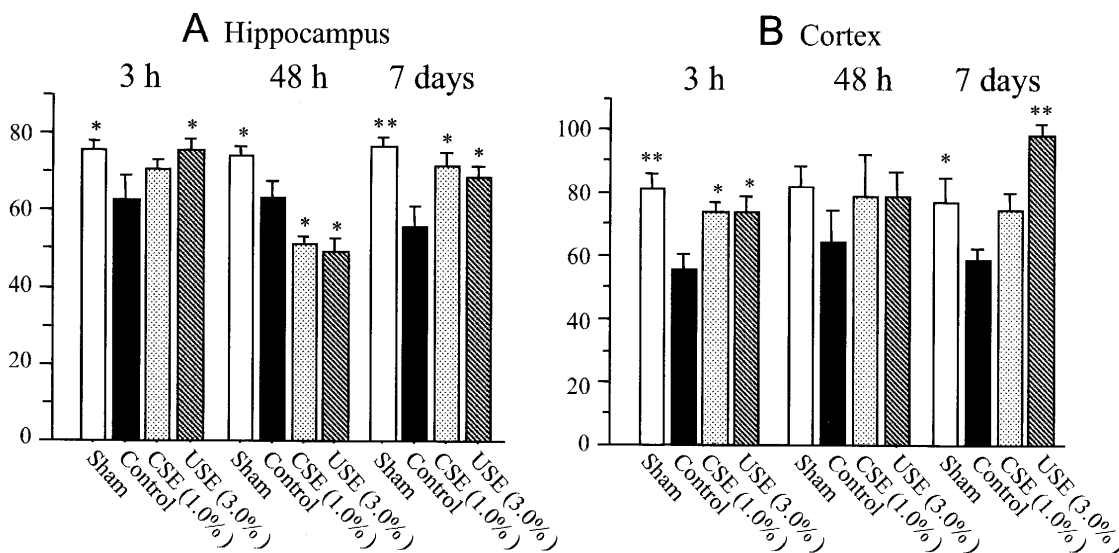 A Hippocampus
3 h 48 h 7 days
80
60
40
20
0
* * * * * ** * *
Sham Control CSE (1.0%) USE (3.0%) Sham Control CSE (1.0%) USE (3.0%) Sham Control CSE (1.0%) USE (3.0%)
B Cortex
3 h 48 h 7 days
100
80
60
40
20
0
** * * * **
Sham Control CSE (1.0%) USE (3.0%) Sham Control CSE (1.0%) USE (3.0%) Sham Control CSE (1.0%) USE (3.0%)